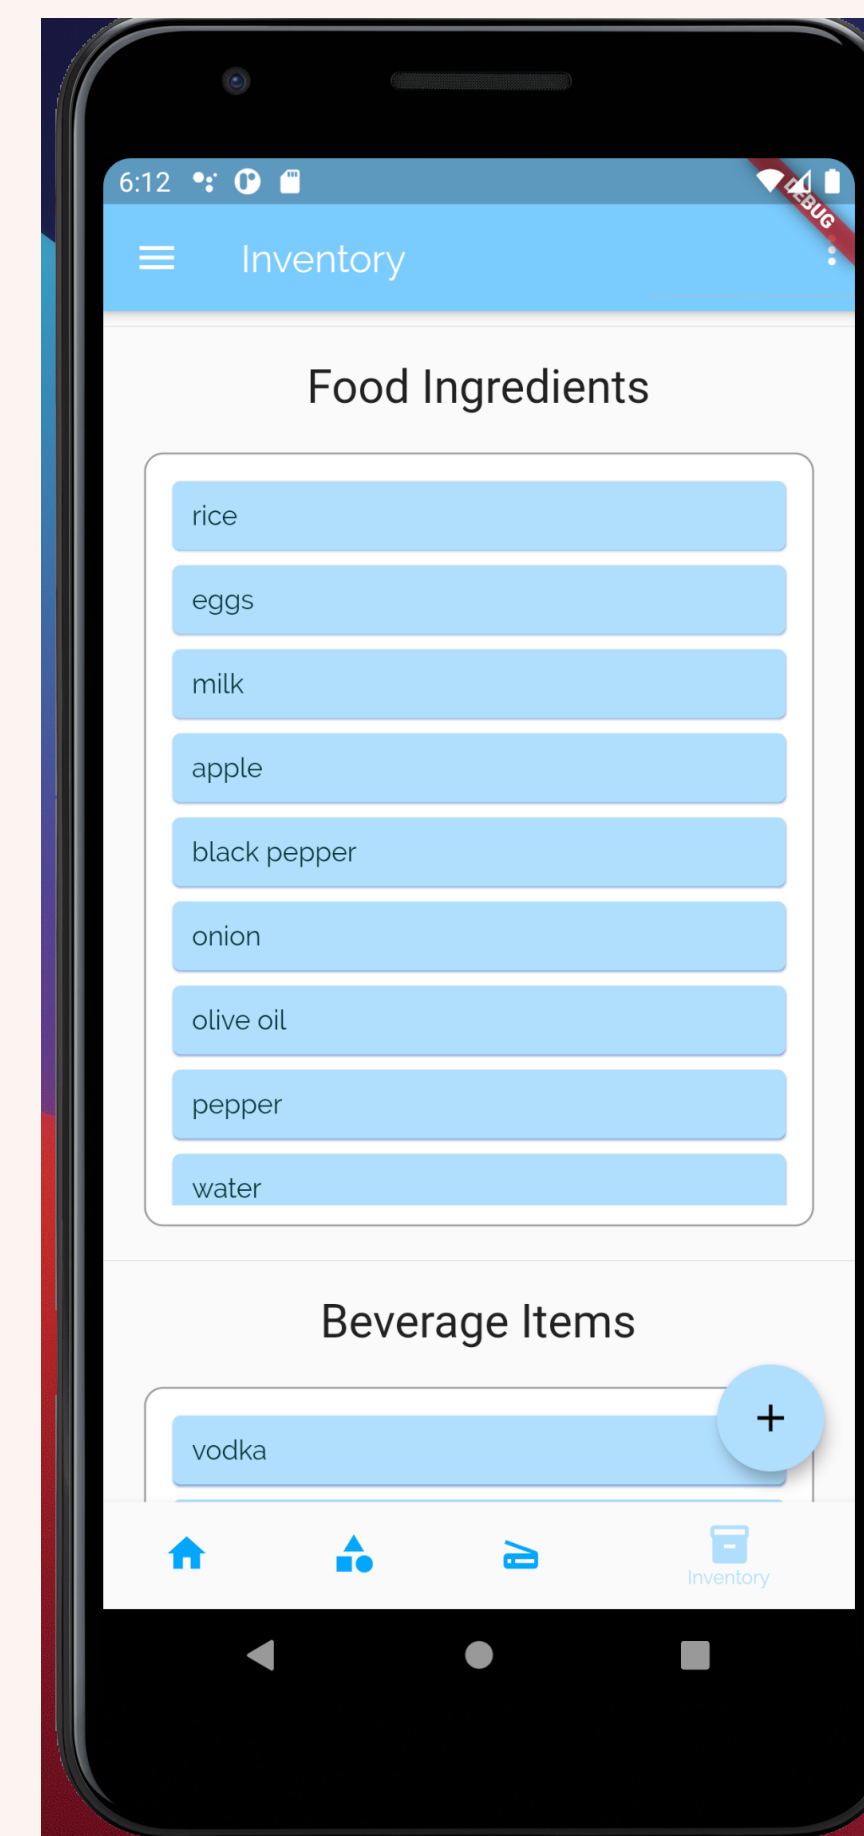 6:12
DEBUG
Inventory
Food Ingredients
rice
eggs
milk
apple
black pepper
onion
olive oil
pepper
water
Beverage Items
vodka
+
Inventory